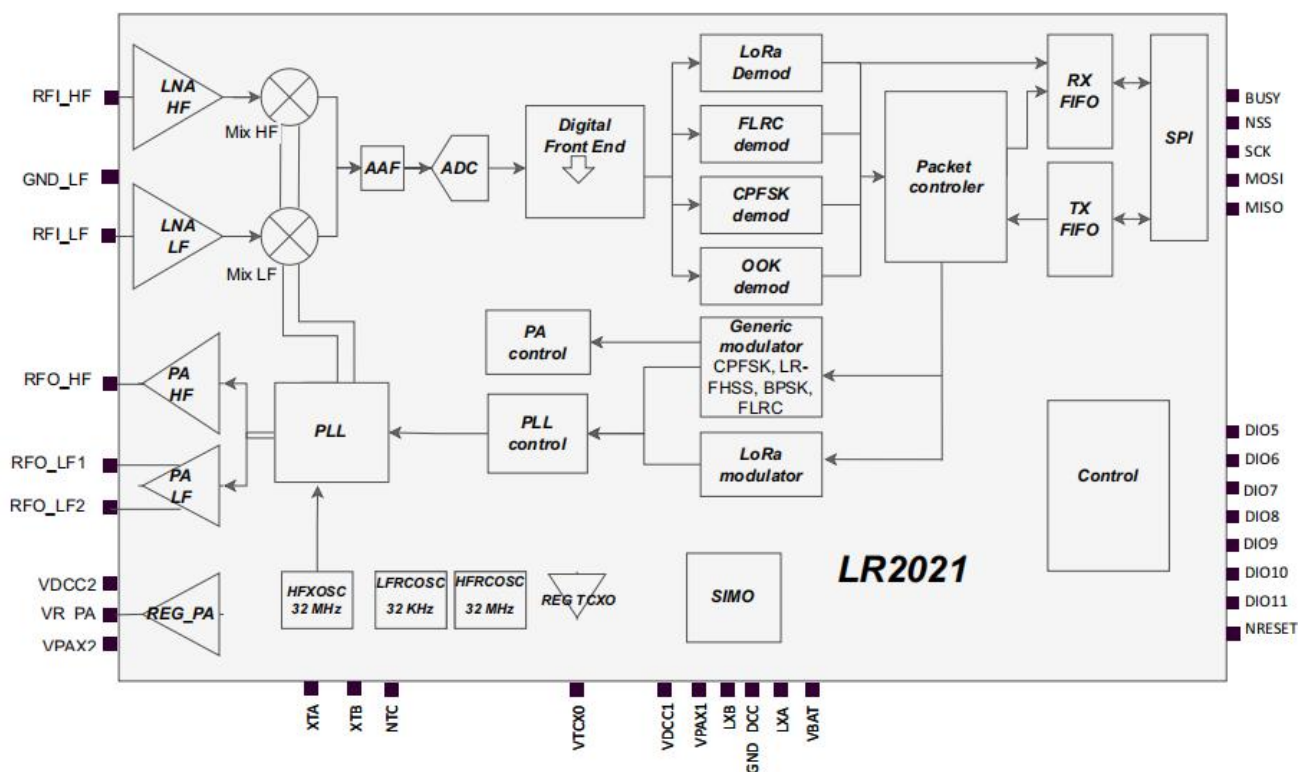 RFI_HF
GND_LF
RFI_LF
RFO_HF
RFO_LF1
RFO_LF2
VDCC2
VR_PA
VPAX2
LNA
HF
Mix HF
LNA
LF
Mix LF
AAF
ADC
Digital
Front End
LoRa
Demod
FLRC
demod
CPFSK
demod
OOK
demod
Packet
controler
RX
FIFO
TX
FIFO
SPI
BUSY
NSS
SCK
MOSI
MISO
PA
HF
PA
LF
REG_PA
PLL
PA
control
PLL
control
Generic
modulator
CPFSK, LR-
FHSS, BPSK,
FLRC
LoRa
modulator
Control
DIO5
DIO6
DIO7
DIO8
DIO9
DIO10
DIO11
NRESET
HFXOSC
32 MHz
LFRCOSC
32 KHz
HFRCOSC
32 MHz
REG TCXO
SIMO
LR2021
XTA
XTB
NTC
VTCX0
VDCC1
VPAX1
LXB
GND DCC
LXA
VBAT